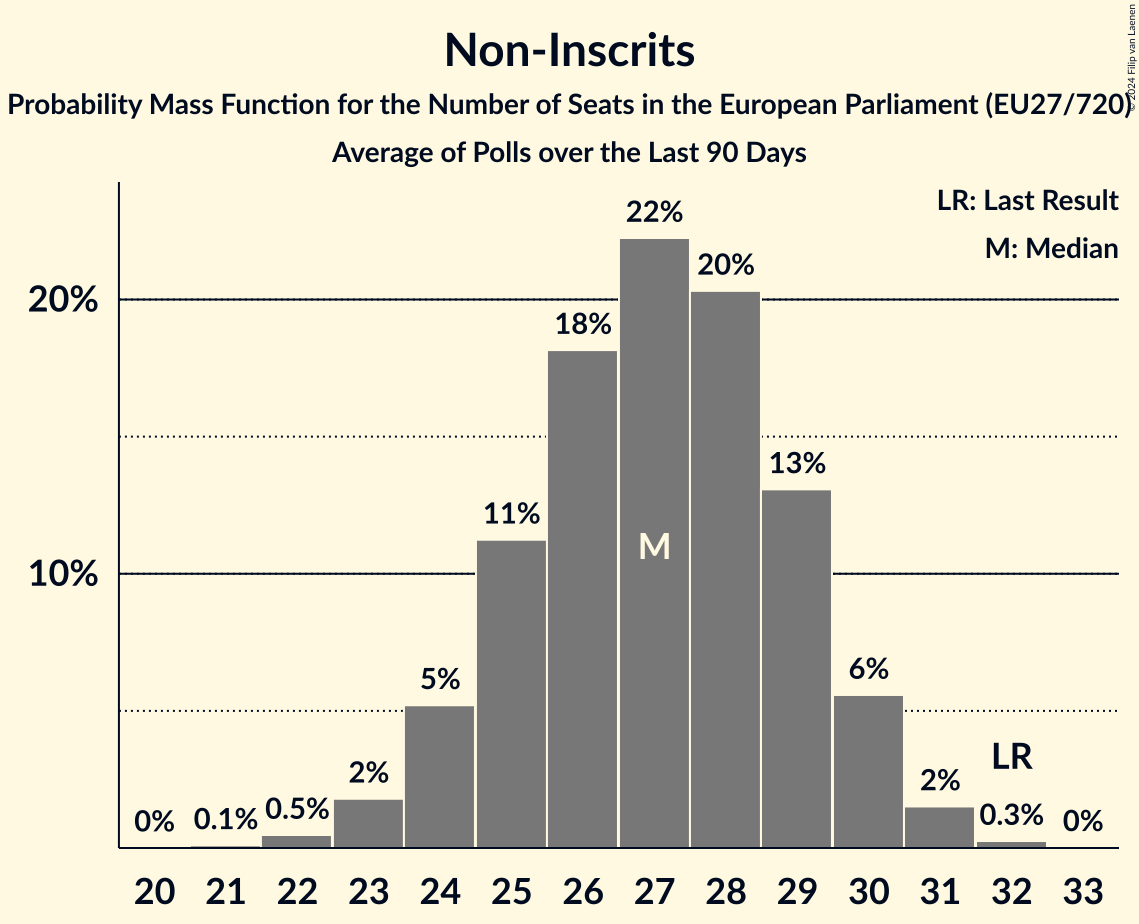 Non-Inscrits
Probability Mass Function for the Number of Seats in the European Parliament (EU27/720)
Average of Polls over the Last 90 Days
© 2024 Filip van Laenen
LR: Last Result
M: Median
22%
20%
20%
18%
13%
11%
M
10%
6%
5%
LR
2%
2%
0.5%
0.3%
0%
0.1%
0%
20 21 22 23 24 25 26 27 28 29 30 31 32 33